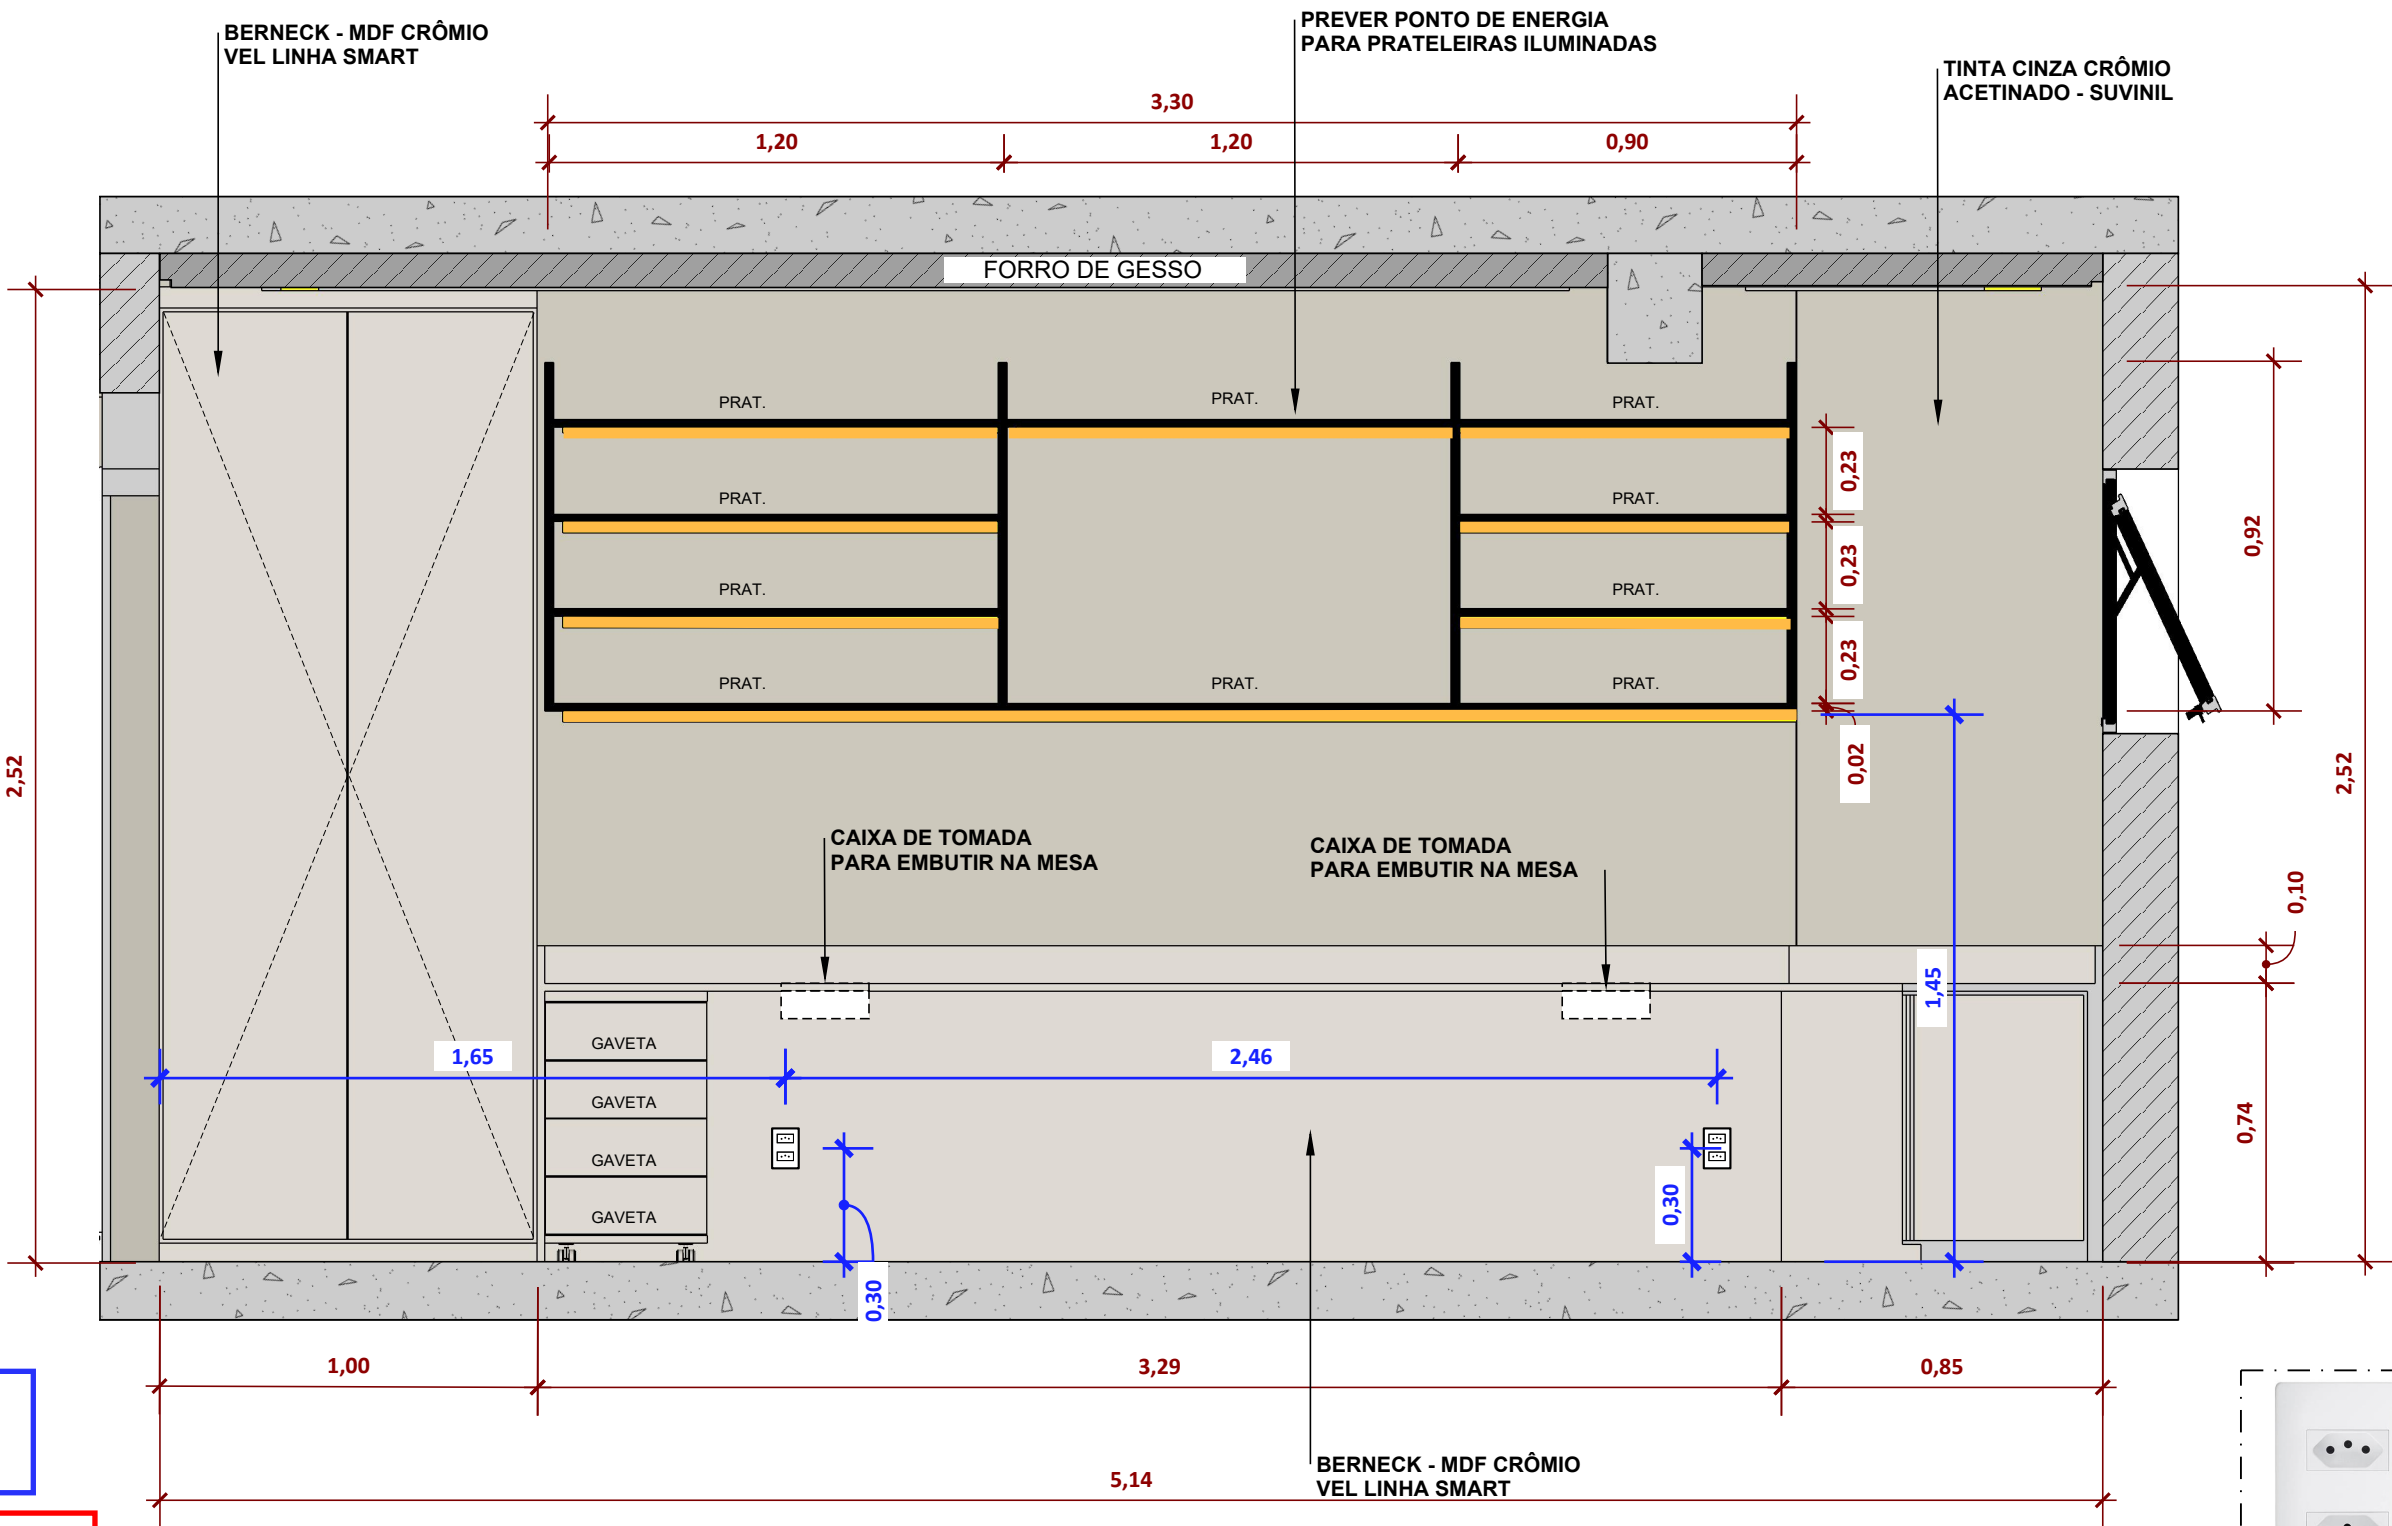 BERNECK - MDF CRÔMIO
VEL LINHA SMART
PREVER PONTO DE ENERGIA
PARA PRATELEIRAS ILUMINADAS
TINTA CINZA CRÔMIO
ACETINADO - SUVINIL
3,30
1,20
1,20
0,90
FORRO DE GESSO
PRAT.
PRAT.
PRAT.
0,23
PRAT.
PRAT.
0,23
0,92
PRAT.
PRAT.
0,23
PRAT.
PRAT.
PRAT.
0,02
2,52
2,52
CAIXA DE TOMADA
PARA EMBUTIR NA MESA
CAIXA DE TOMADA
PARA EMBUTIR NA MESA
0,10
1,45
GAVETA
1,65
2,46
GAVETA
0,74
GAVETA
0,30
GAVETA
0,30
1,00
3,29
0,85
BERNECK - MDF CRÔMIO
VEL LINHA SMART
5,14